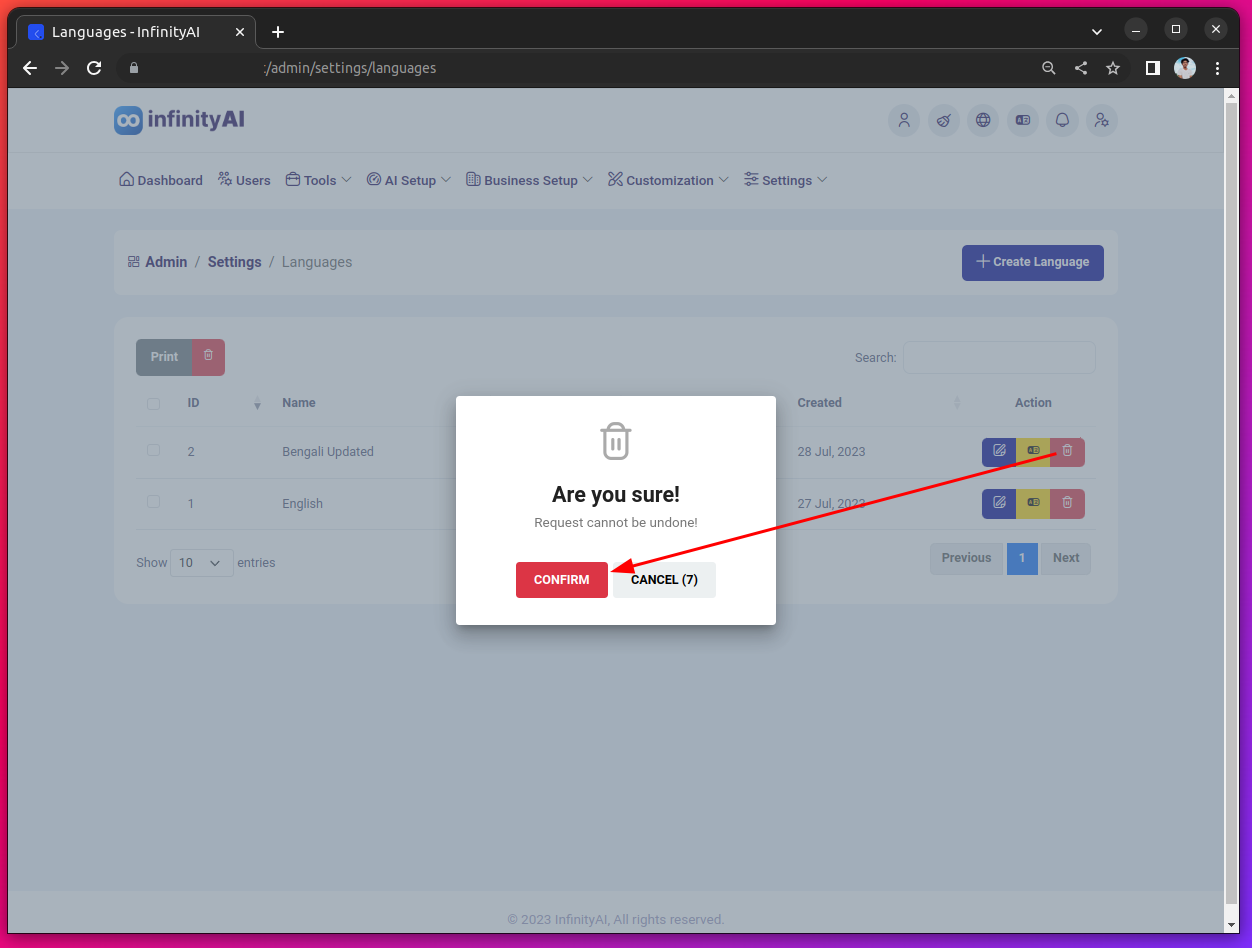 Languages - InfinityAI
:/admin/settings/languages
infinityAI
Dashboard Users Tools AI Setup Business Setup Customization Settings
Admin / Settings / Languages
Create Language
Print
Search:
ID Name Created Action
2 Bengali Updated 28 Jul, 2023
1 English 27 Jul, 2023
Show 10 entries
Previous 1 Next
Are you sure!
Request cannot be undone!
CONFIRM CANCEL (7)
© 2023 InfinityAI, All rights reserved.